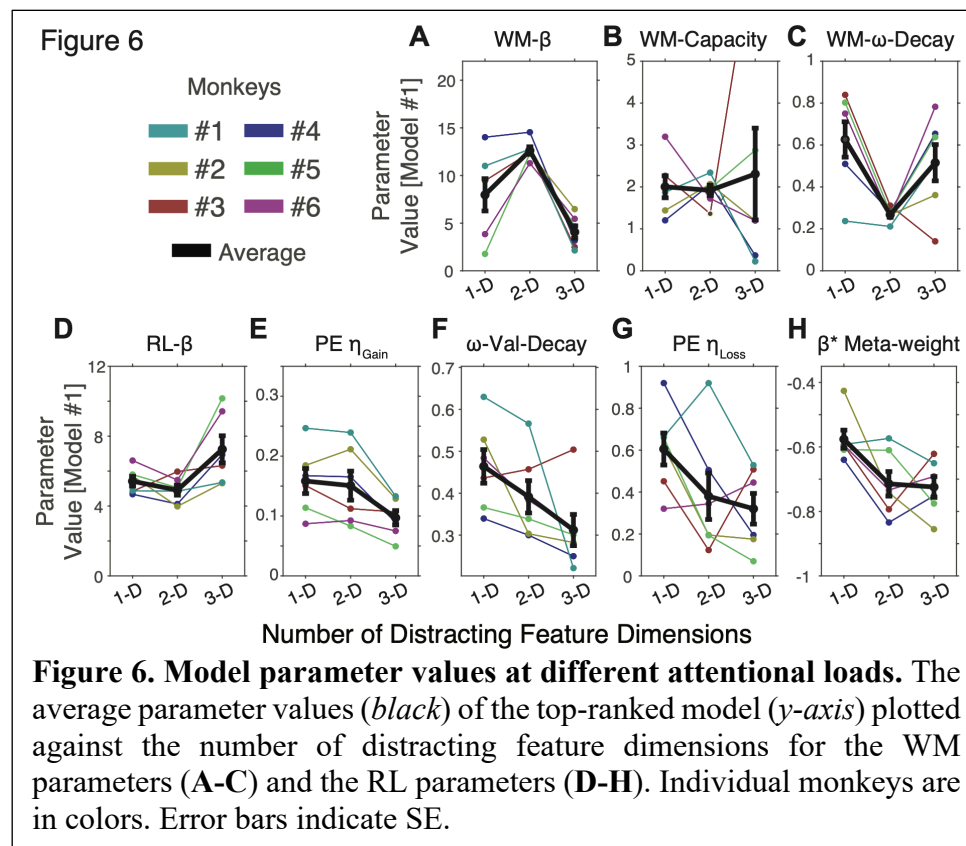 Figure 6
Monkeys
#1 #4
#2 #5
#3 #6
Average
A WM-β
B WM-Capacity
C WM-ω-Decay
Parameter
Value [Model #1]
20
15
10
5
0
1-D 2-D 3-D
5
4
3
2
1
0
1-D 2-D 3-D
1
0.8
0.6
0.4
0.2
0
1-D 2-D 3-D
D RL-β
E PE ηGain
F ω-Val-Decay
G PE ηLoss
H β* Meta-weight
Parameter
Value [Model #1]
12
8
4
0
1-D 2-D 3-D
0.3
0.2
0.1
0
1-D 2-D 3-D
0.7
0.5
0.4
0.3
1-D 2-D 3-D
1
0.8
0.6
0.4
0.2
0
1-D 2-D 3-D
-0.4
-0.6
-0.8
-1
1-D 2-D 3-D
Number of Distracting Feature Dimensions
Figure 6. Model parameter values at different attentional loads. The
average parameter values (black) of the top-ranked model (y-axis) plotted
against the number of distracting feature dimensions for the WM
parameters (A-C) and the RL parameters (D-H). Individual monkeys are
in colors. Error bars indicate SE.